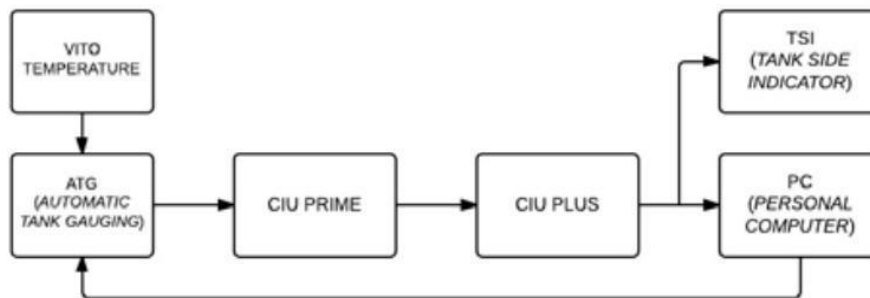 VITO
TEMPERATURE
TSI
(TANK SIDE
INDICATOR)
ATG
(AUTOMATIC
TANK GAUGING)
CIU PRIME
CIU PLUS
PC
(PERSONAL
COMPUTER)